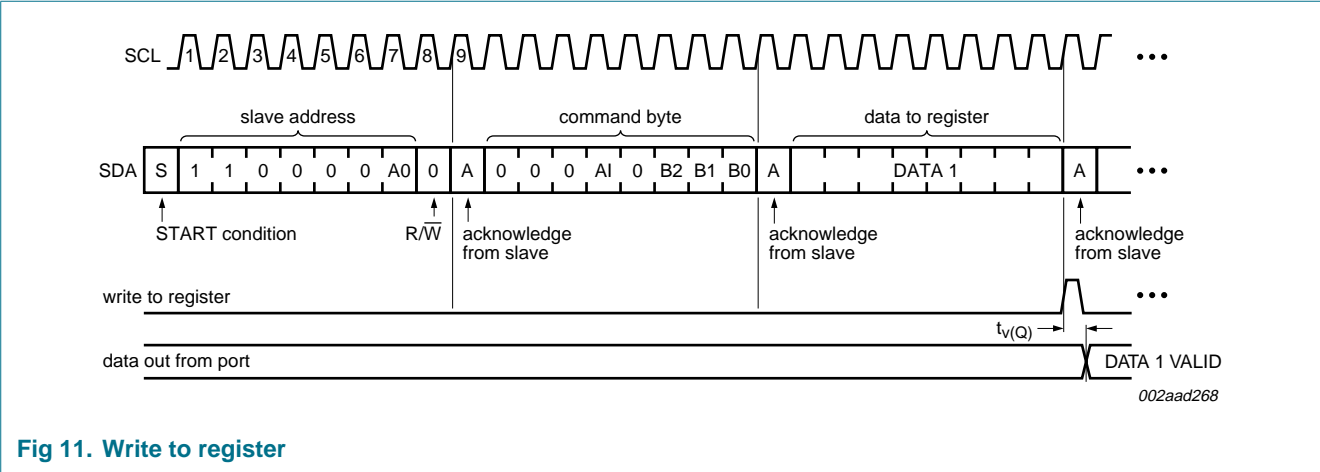 SCL 1 2 3 4 5 6 7 8 9 •••
slave address command byte data to register
SDA S 1 1 0 0 0 0 A0 0 A 0 0 0 AI 0 B2 B1 B0 A DATA 1 A •••
START condition R/W̅ acknowledge from slave acknowledge from slave acknowledge from slave
write to register •••
tv(Q)
data out from port DATA 1 VALID
002aad268
Fig 11. Write to register